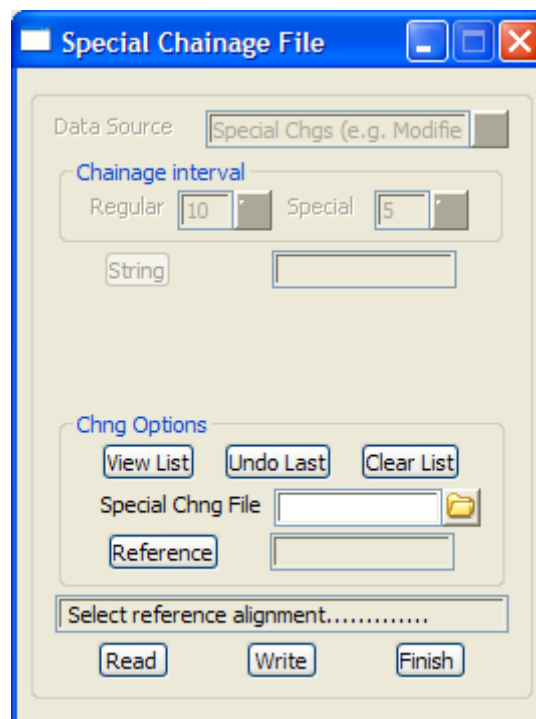 Special Chainage File
Data Source Special Chgs (e.g. Modifie
Chainage interval
Regular 10 Special 5
String
Chng Options
View List Undo Last Clear List
Special Chng File
Reference
Select reference alignment.............
Read Write Finish